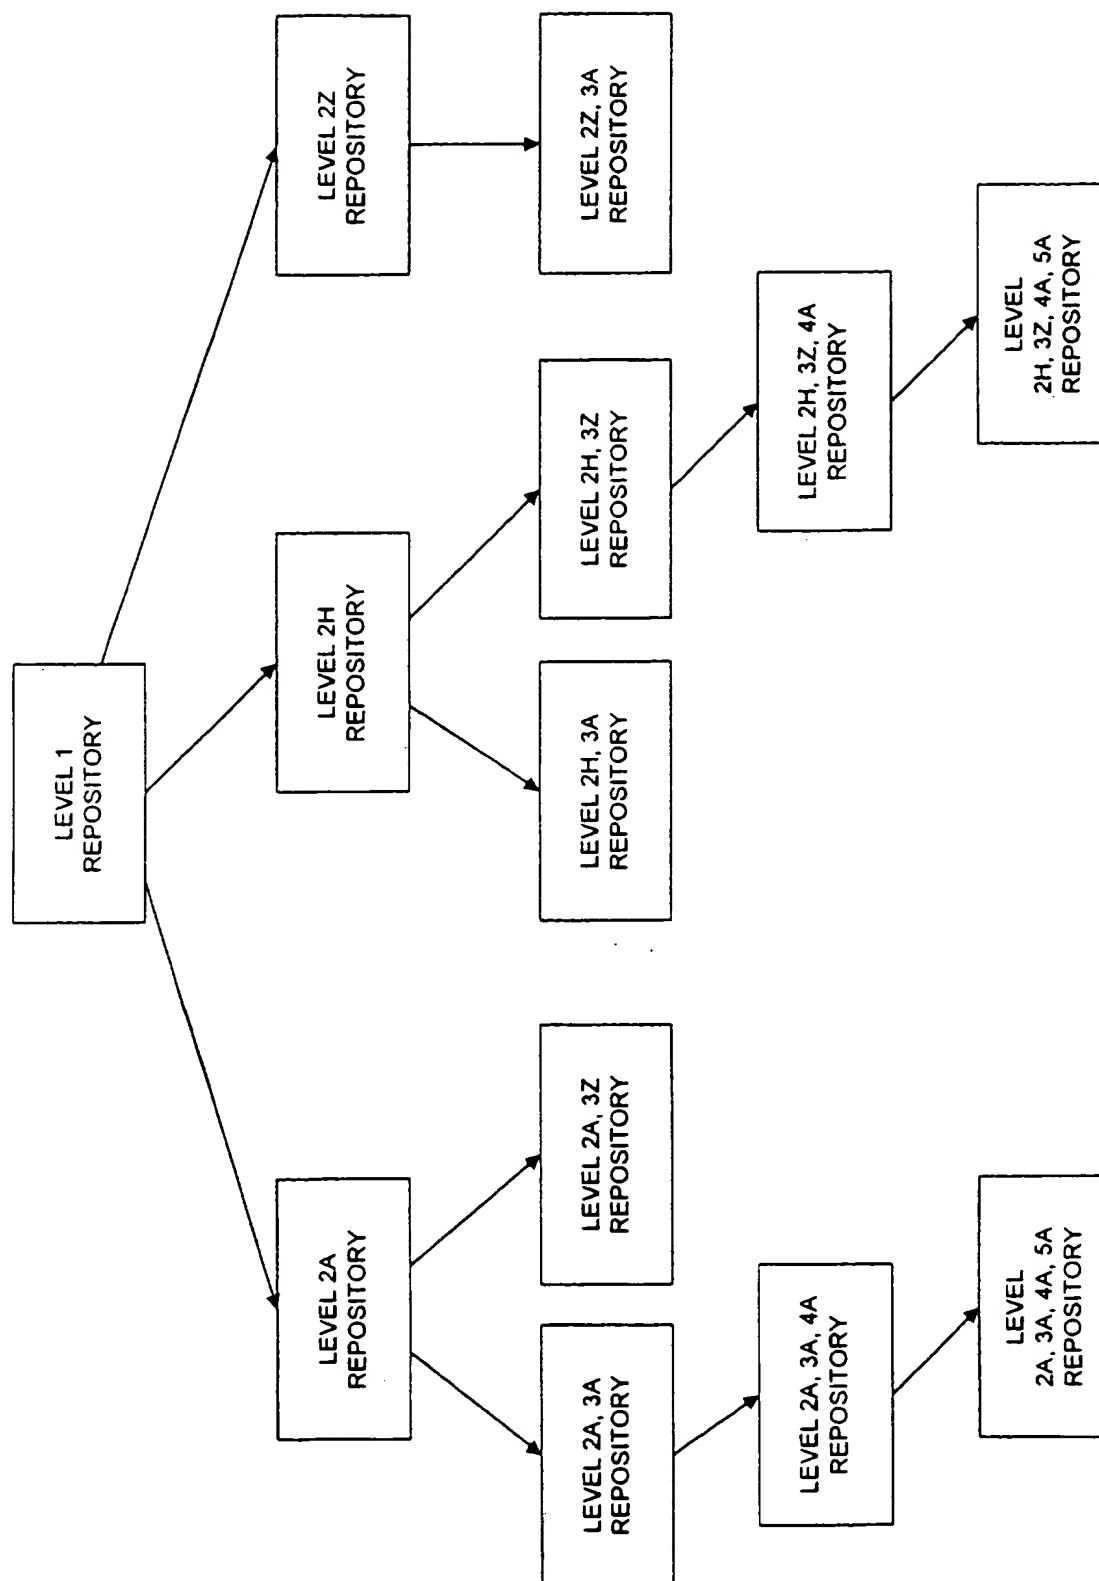 LEVEL 1
REPOSITORY
LEVEL 2A
REPOSITORY
LEVEL 2H
REPOSITORY
LEVEL 2Z
REPOSITORY
LEVEL 2A, 3A
REPOSITORY
LEVEL 2A, 3Z
REPOSITORY
LEVEL 2H, 3A
REPOSITORY
LEVEL 2H, 3Z
REPOSITORY
LEVEL 2Z, 3A
REPOSITORY
LEVEL 2A, 3A, 4A
REPOSITORY
LEVEL 2H, 3Z, 4A
REPOSITORY
LEVEL
2A, 3A, 4A, 5A
REPOSITORY
LEVEL
2H, 3Z, 4A, 5A
REPOSITORY